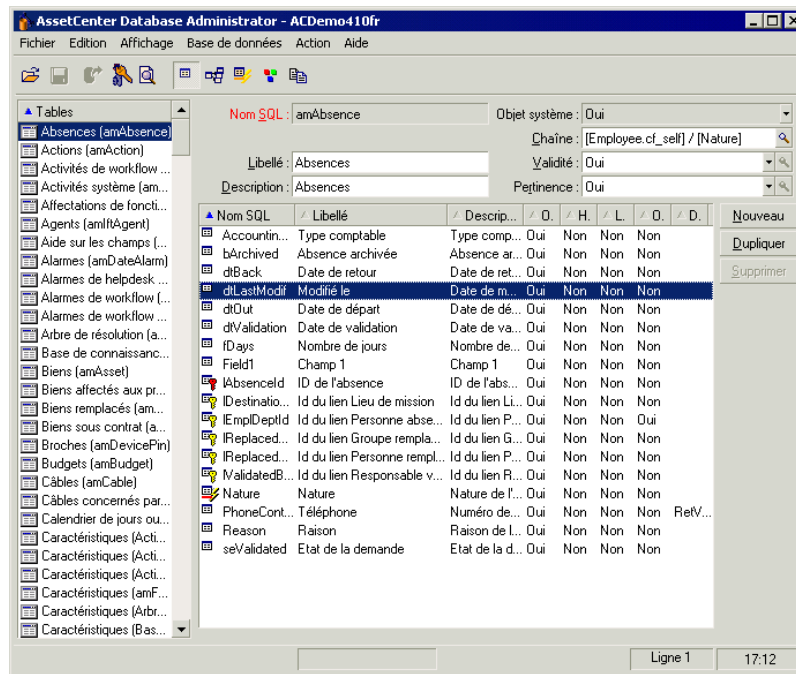 AssetCenter Database Administrator - ACDemo410fr
Fichier Edition Affichage Base de données Action Aide
Tables
Absences (amAbsence)
Actions (amAction)
Activités de workflow ...
Activités système (am...
Affectations de foncti...
Agents (amIftAgent)
Aide sur les champs (...
Alarmes (amDateAlarm)
Alarmes de helpdesk ...
Alarmes de workflow (...
Alarmes de workflow ...
Arbre de résolution (a...
Base de connaissanc...
Biens (amAsset)
Biens affectés aux pr...
Biens remplacés (am...
Biens sous contrat (a...
Broches (amDevicePin)
Budgets (amBudget)
Câbles (amCable)
Câbles concernés par...
Calendrier de jours ou...
Caractéristiques (Acti...
Caractéristiques (Acti...
Caractéristiques (Acti...
Caractéristiques (amF...
Caractéristiques (Arbr...
Caractéristiques (Bas...
Nom SQL : amAbsence Objet système : Oui
Chaîne : [Employee.cf_self] / [Nature]
Libellé : Absences Validité : Oui
Description : Absences Pertinence : Oui
Nom SQL Libellé Descrip... O. H. L. O. D.
Accountin... Type comptable Type comp... Oui Non Non Non
bArchived Absence archivée Absence ar... Oui Non Non Non
dtBack Date de retour Date de ret... Oui Non Non Non
dtLastModif Modifié le Date de m... Oui Non Non Non
dtOut Date de départ Date de dé... Oui Non Non Non
dtValidation Date de validation Date de va... Oui Non Non Non
fDays Nombre de jours Nombre de... Oui Non Non Non
Field1 Champ 1 Champ 1 Oui Non Non Non
lAbsenceId ID de l'absence ID de l'abs... Oui Non Non Non
lDestinatio... Id du lien Lieu de mission Id du lien Li... Oui Non Non Non
lEmplDeptId Id du lien Personne abse... Id du lien P... Oui Non Non Oui
lReplaced... Id du lien Groupe rempla... Id du lien G... Oui Non Non Non
lReplaced... Id du lien Personne rempl... Id du lien P... Oui Non Non Non
lValidatedB... Id du lien Responsable v... Id du lien R... Oui Non Non Non
Nature Nature Nature de l'... Oui Non Non Non
PhoneCont... Téléphone Numéro de... Oui Non Non Non RetV...
Reason Raison Raison de l... Oui Non Non Non
seValidated Etat de la demande Etat de la d... Oui Non Non Non
Nouveau
Dupliquer
Supprimer
Ligne 1 17:12